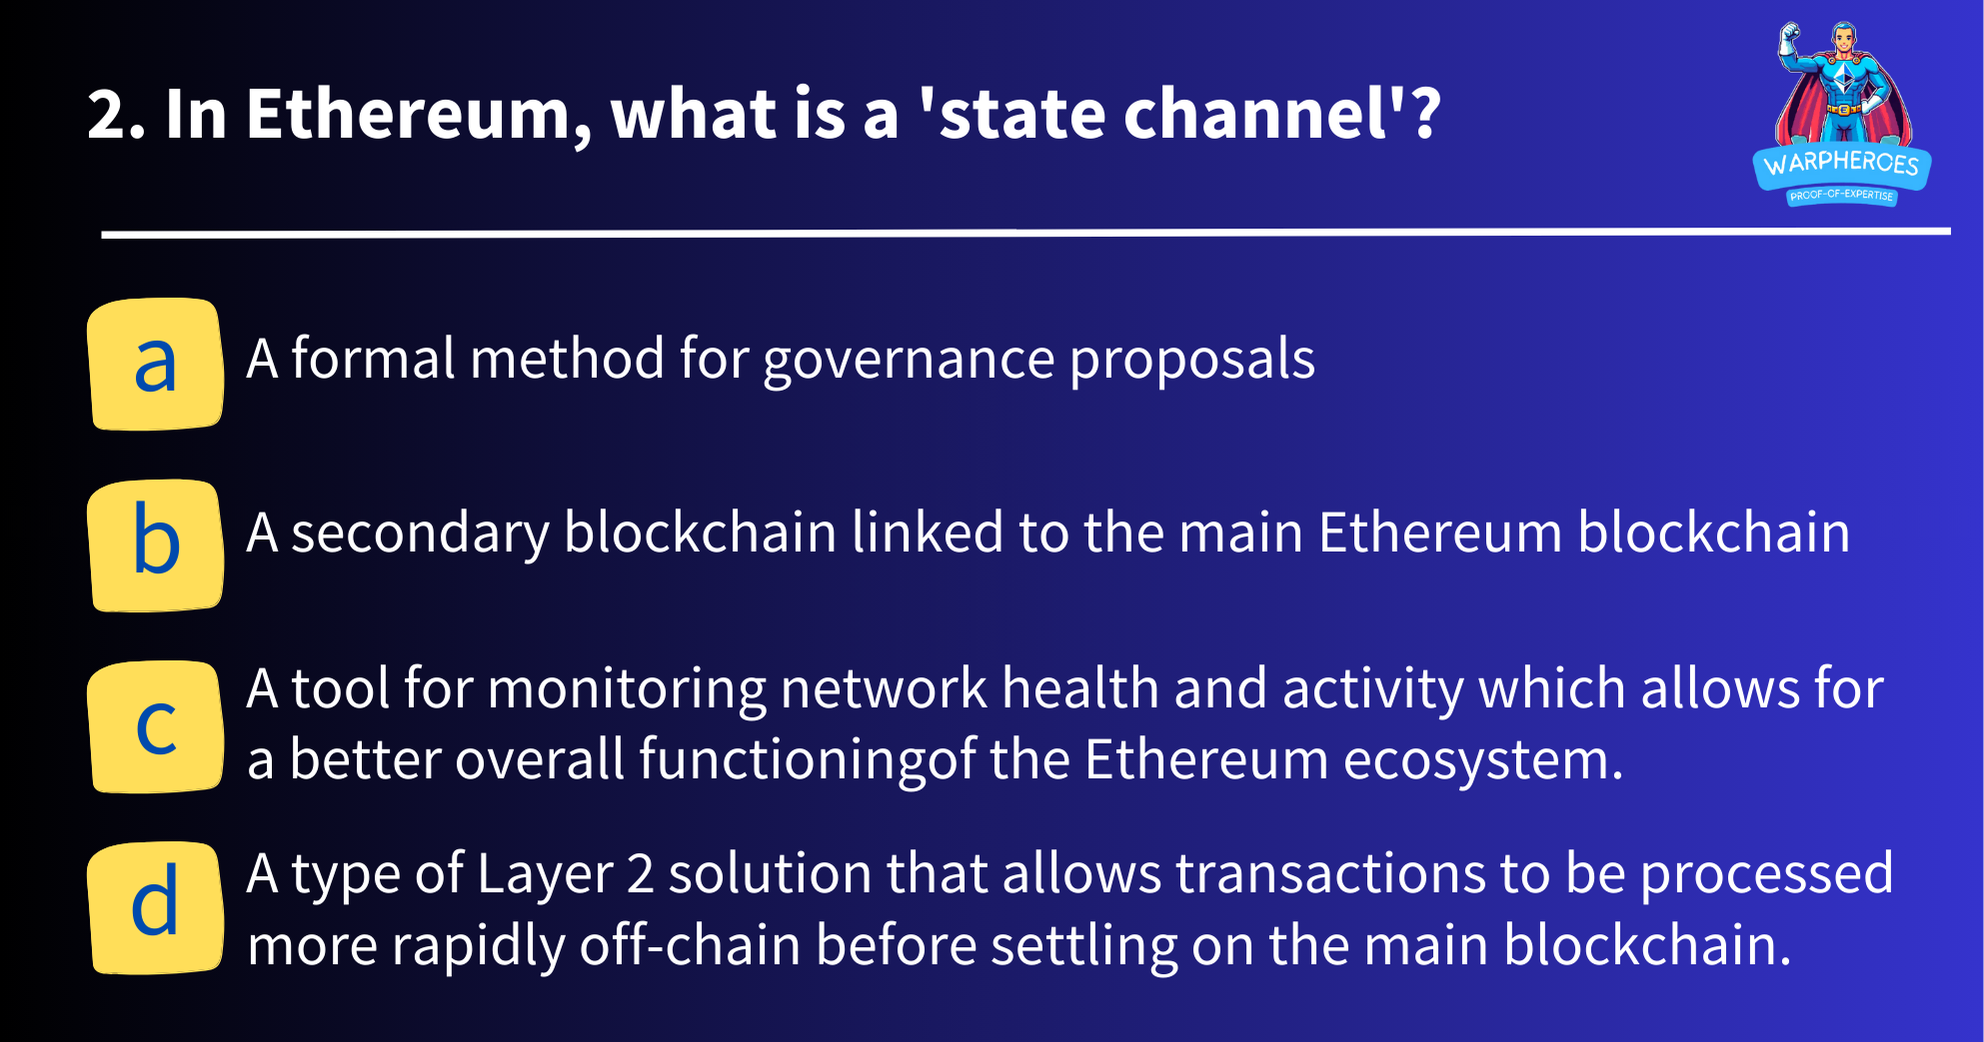 2. In Ethereum, what is a 'state channel'?
WARPHEROES
PROOF-OF-EXPERTISE
a
A formal method for governance proposals
b
A secondary blockchain linked to the main Ethereum blockchain
c
A tool for monitoring network health and activity which allows for
a better overall functioningof the Ethereum ecosystem.
d
A type of Layer 2 solution that allows transactions to be processed
more rapidly off-chain before settling on the main blockchain.